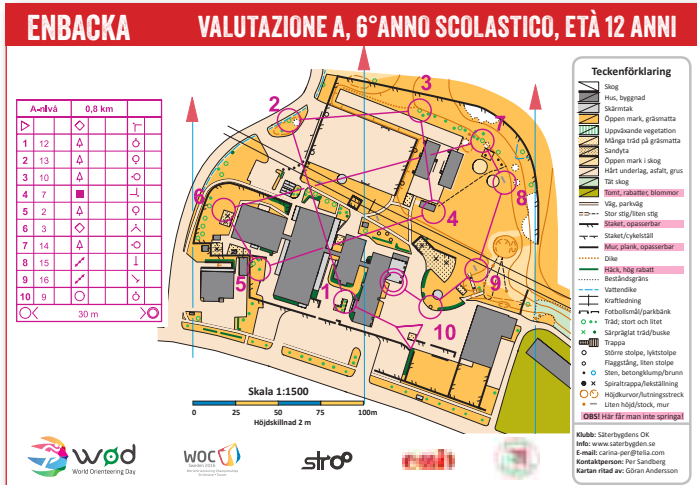 ENBACKA
VALUTAZIONE A, 6°ANNO SCOLASTICO, ETÀ 12 ANNI
A-nivå 0,8 km
1 12
2 13
3 10
4 7
5 2
6 3
7 14
8 15
9 16
10 9
30 m
2
3
7
8
6
4
5
1
9
10
Skala 1:1500
0 25 50 75 100m
Höjdskillnad 2 m
Teckenförklaring
Skog
Hus, byggnad
Skärmtak
Öppen mark, gräsmatta
Uppväxande vegetation
Många träd på gräsmatta
Sandyta
Öppen mark i skog
Hårt underlag, asfalt, grus
Tät skog
Tomt, rabatter, blommor
Väg, parkväg
Stor stig/liten stig
Staket, opasserbar
Staket/cykelställ
Mur, plank, opasserbar
Dike
Häck, hög rabatt
Beståndsgräns
Vattendike
Kraftledning
Fotbollsmål/parkbänk
Träd; stort och litet
Särpräglat träd/buske
Trappa
Större stolpe, lyktstolpe
Flaggstång, liten stolpe
Sten, betongklump/brunn
Spiraltrappa/lekställning
Höjdkurvor/lutningsstreck
Liten höjd/stock, mur
OBS! Här får man inte springa!
Klubb: Säterbygdens OK
Info: www.saterbygden.se
E-mail: carina-per@telia.com
Kontaktperson: Per Sandberg
Kartan ritad av: Göran Andersson
wod
World Orienteering Day
WOC
Sweden 2016
stroo